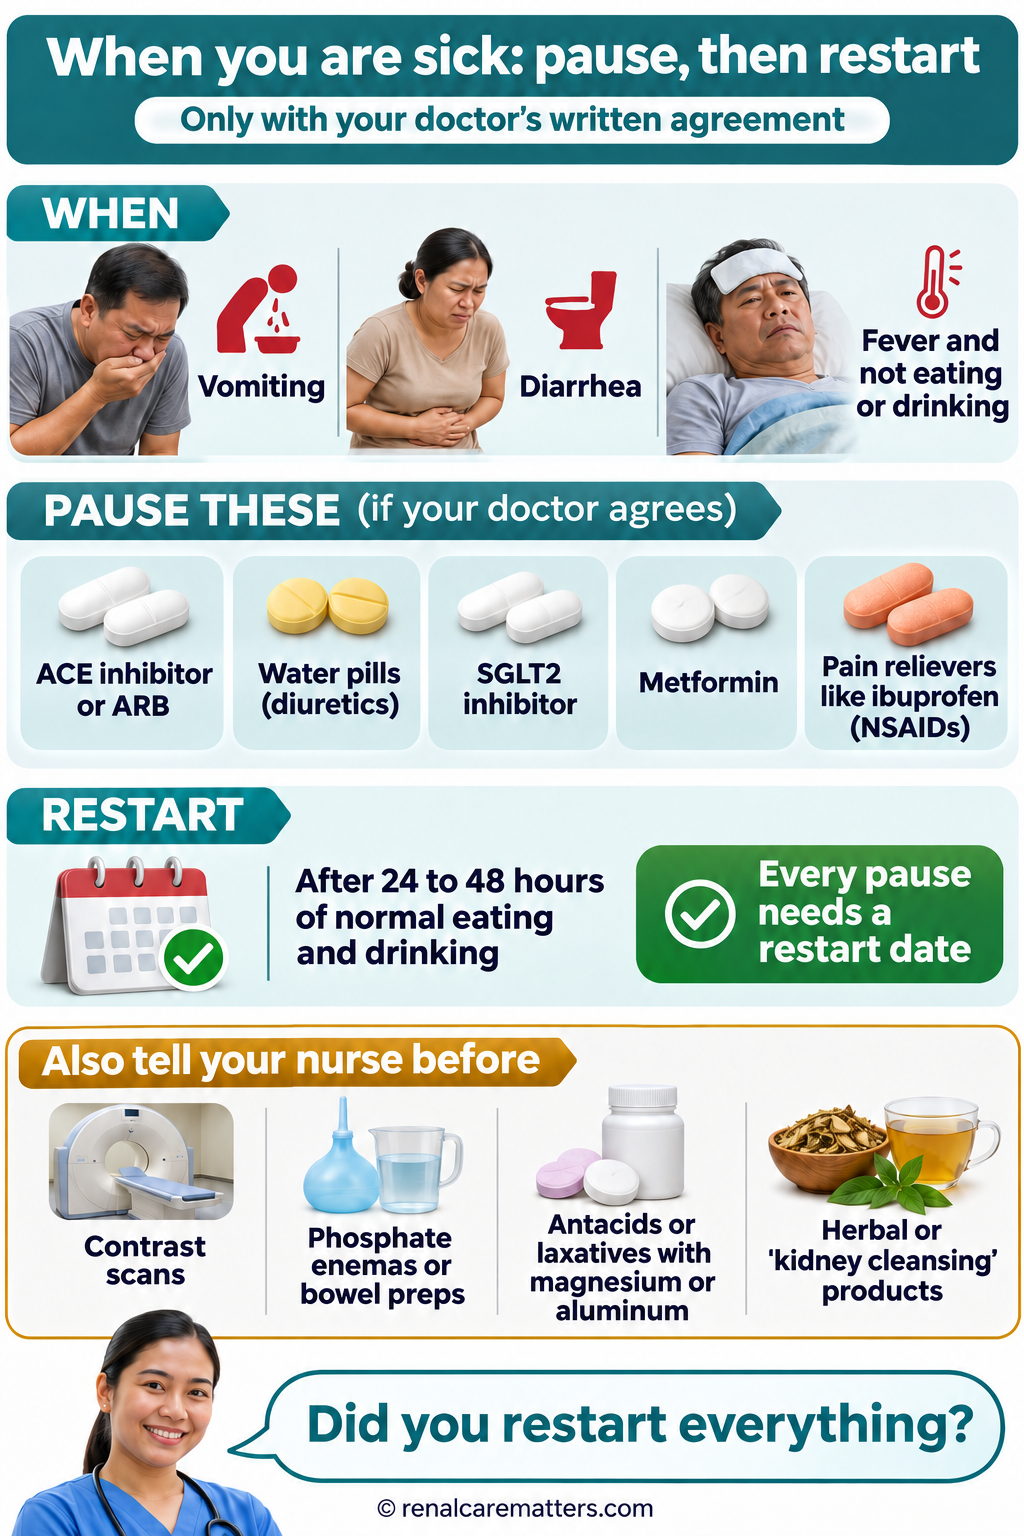 When you are sick: pause, then restart
Only with your doctor's written agreement
WHEN
Vomiting
Diarrhea
Fever and
not eating
or drinking
PAUSE THESE (if your doctor agrees)
ACE inhibitor
or ARB
Water pills
(diuretics)
SGLT2
inhibitor
Metformin
Pain relievers
like ibuprofen
(NSAIDs)
RESTART
After 24 to 48 hours
of normal eating
and drinking
Every pause
needs a
restart date
Also tell your nurse before
Contrast
scans
Phosphate
enemas or
bowel preps
Antacids or
laxatives with
magnesium or
aluminum
Herbal or
'kidney cleansing'
products
Did you restart everything?
© renalcarematters.com